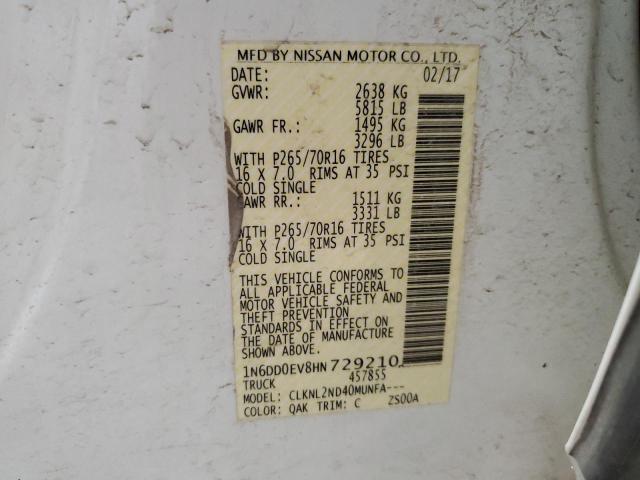 MFD BY NISSAN MOTOR CO., LTD.
DATE: 02/17
GVWR: 2638 KG
5815 LB
GAWR FR.: 1495 KG
3296 LB
WITH P265/70R16 TIRES
16 X 7.0 RIMS AT 35 PSI
COLD SINGLE
GAWR RR.: 1511 KG
3331 LB
WITH P265/70R16 TIRES
16 X 7.0 RIMS AT 35 PSI
COLD SINGLE
THIS VEHICLE CONFORMS TO
ALL APPLICABLE FEDERAL
MOTOR VEHICLE SAFETY AND
THEFT PREVENTION
STANDARDS IN EFFECT ON
THE DATE OF MANUFACTURE
SHOWN ABOVE.
1N6DD0EV8HN729210
TRUCK 457855
MODEL: CLKNL2ND40MUNFA---
COLOR: QAK TRIM: C ZS00A